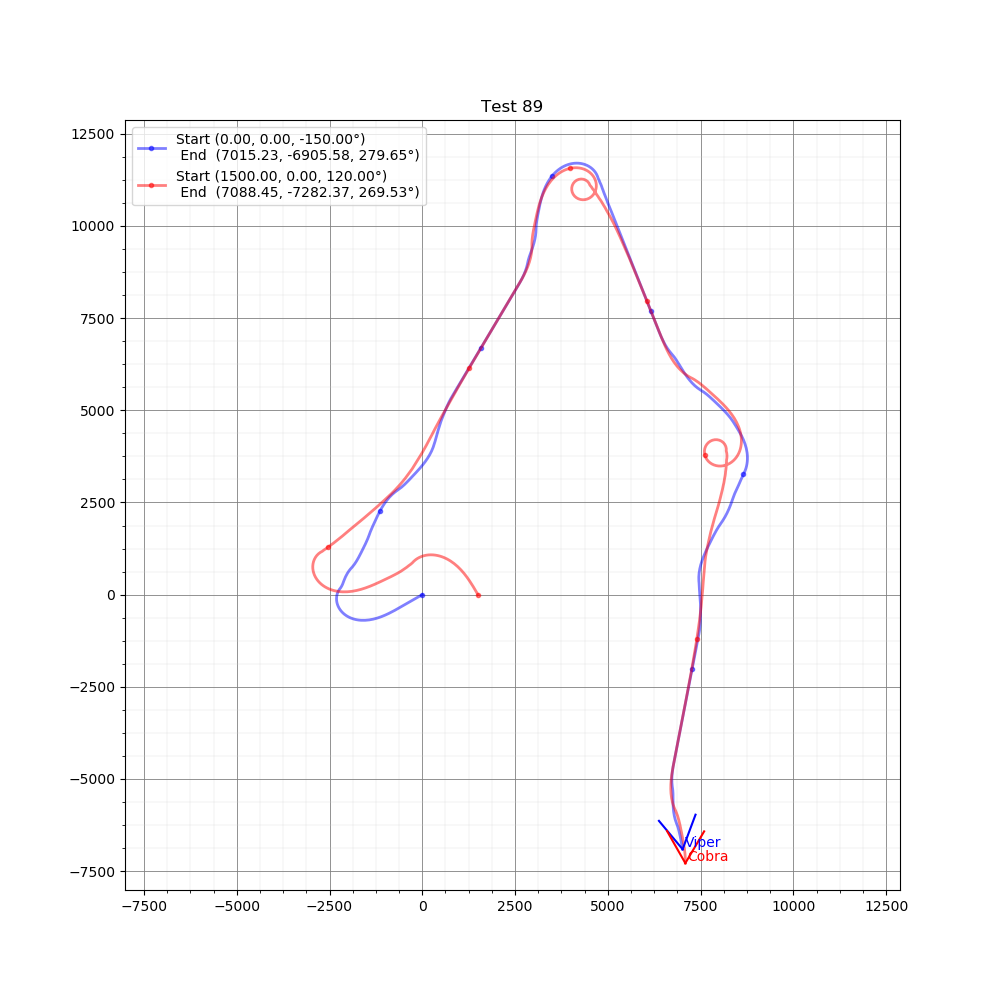 Test 89
Start (0.00, 0.00, -150.00°)
End  (7015.23, -6905.58, 279.65°)
Start (1500.00, 0.00, 120.00°)
End  (7088.45, -7282.37, 269.53°)
12500
10000
7500
5000
2500
0
−2500
−5000
−7500
Viper
Cobra
−7500 −5000 −2500 0 2500 5000 7500 10000 12500